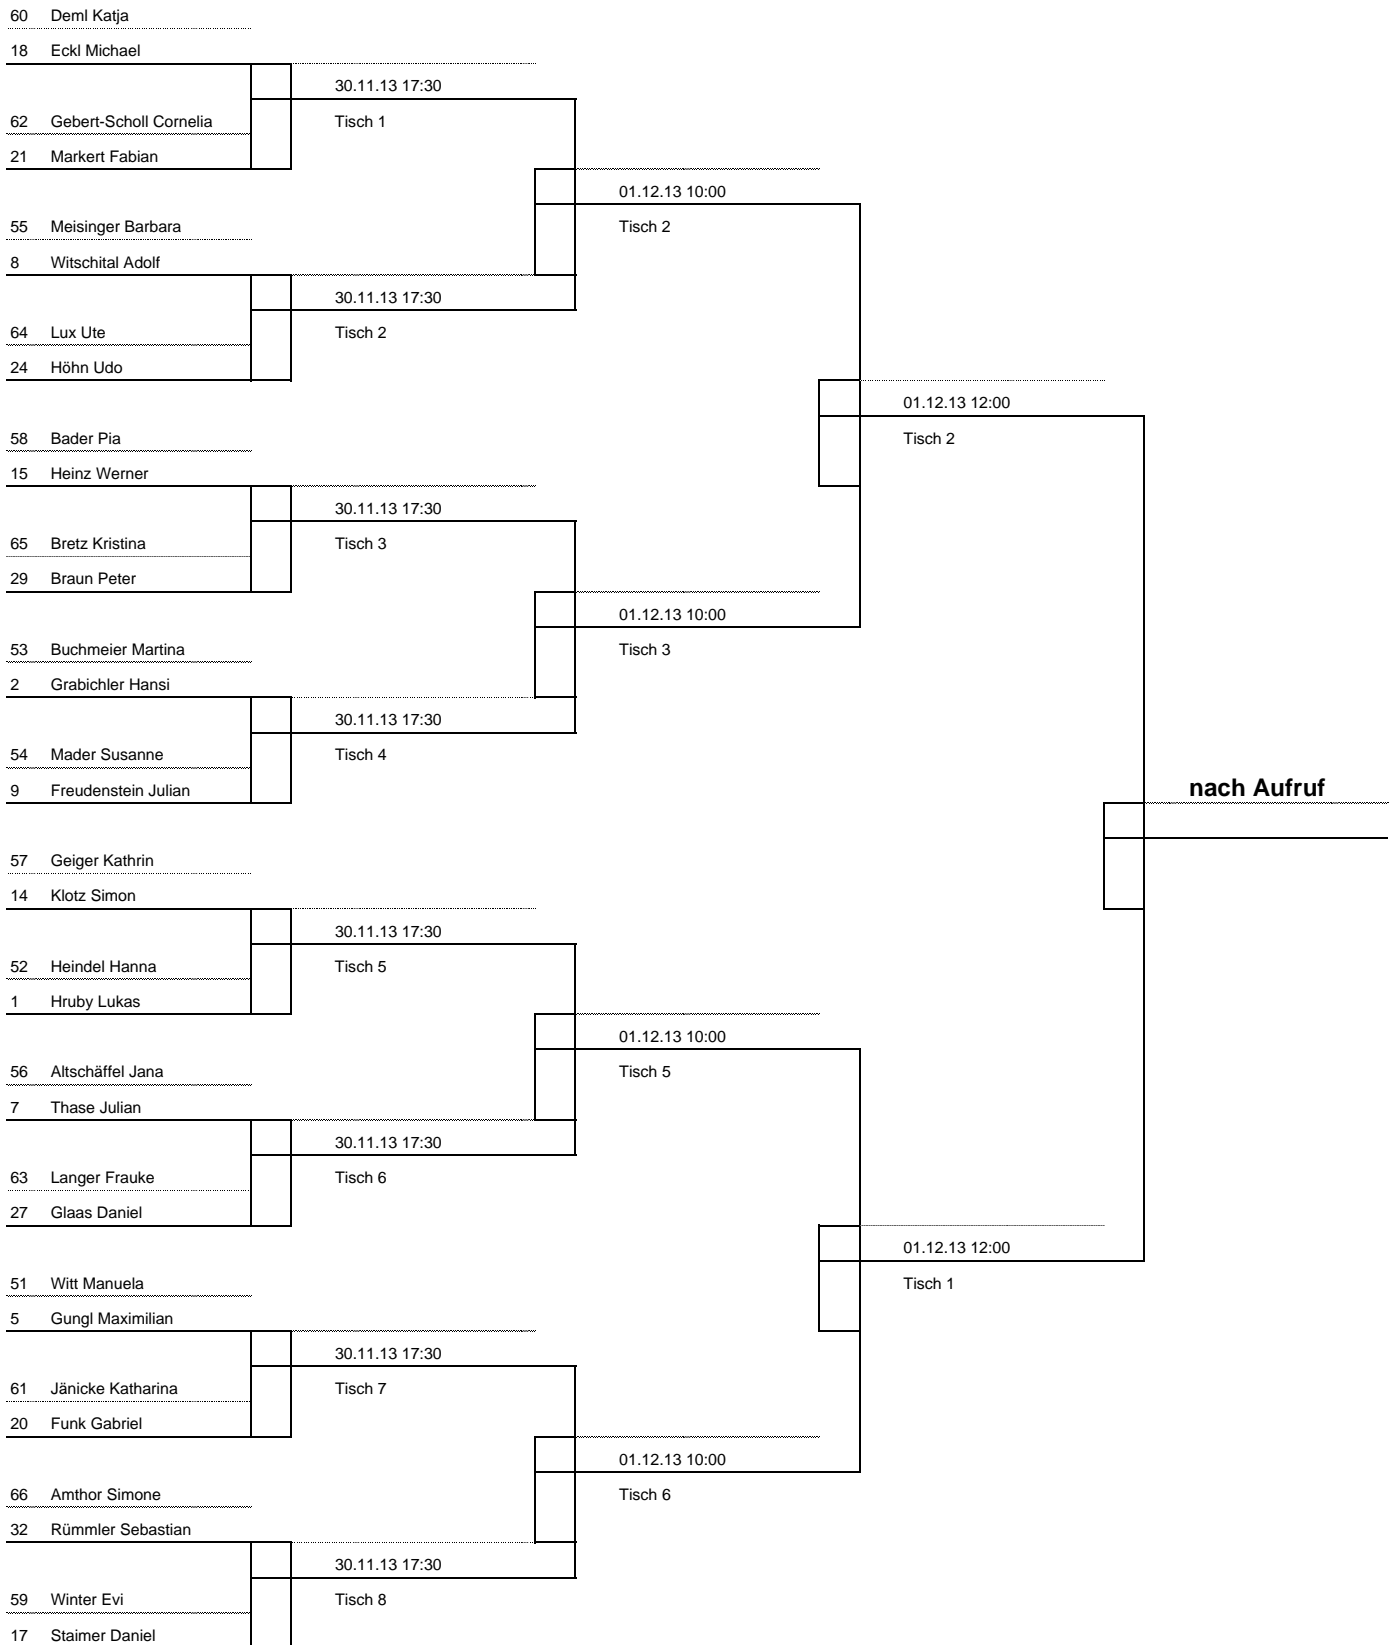 60 Deml Katja
18 Eckl Michael
30.11.13 17:30
62 Gebert-Scholl Cornelia
Tisch 1
21 Markert Fabian
01.12.13 10:00
55 Meisinger Barbara
Tisch 2
8 Witschital Adolf
30.11.13 17:30
64 Lux Ute
Tisch 2
24 Höhn Udo
01.12.13 12:00
58 Bader Pia
Tisch 2
15 Heinz Werner
30.11.13 17:30
65 Bretz Kristina
Tisch 3
29 Braun Peter
01.12.13 10:00
53 Buchmeier Martina
Tisch 3
2 Grabichler Hansi
30.11.13 17:30
54 Mader Susanne
Tisch 4
9 Freudenstein Julian
nach Aufruf
57 Geiger Kathrin
14 Klotz Simon
30.11.13 17:30
52 Heindel Hanna
Tisch 5
1 Hruby Lukas
01.12.13 10:00
56 Altschäffel Jana
Tisch 5
7 Thase Julian
30.11.13 17:30
63 Langer Frauke
Tisch 6
27 Glaas Daniel
01.12.13 12:00
51 Witt Manuela
Tisch 1
5 Gungl Maximilian
30.11.13 17:30
61 Jänicke Katharina
Tisch 7
20 Funk Gabriel
01.12.13 10:00
66 Amthor Simone
Tisch 6
32 Rümmler Sebastian
30.11.13 17:30
59 Winter Evi
Tisch 8
17 Staimer Daniel